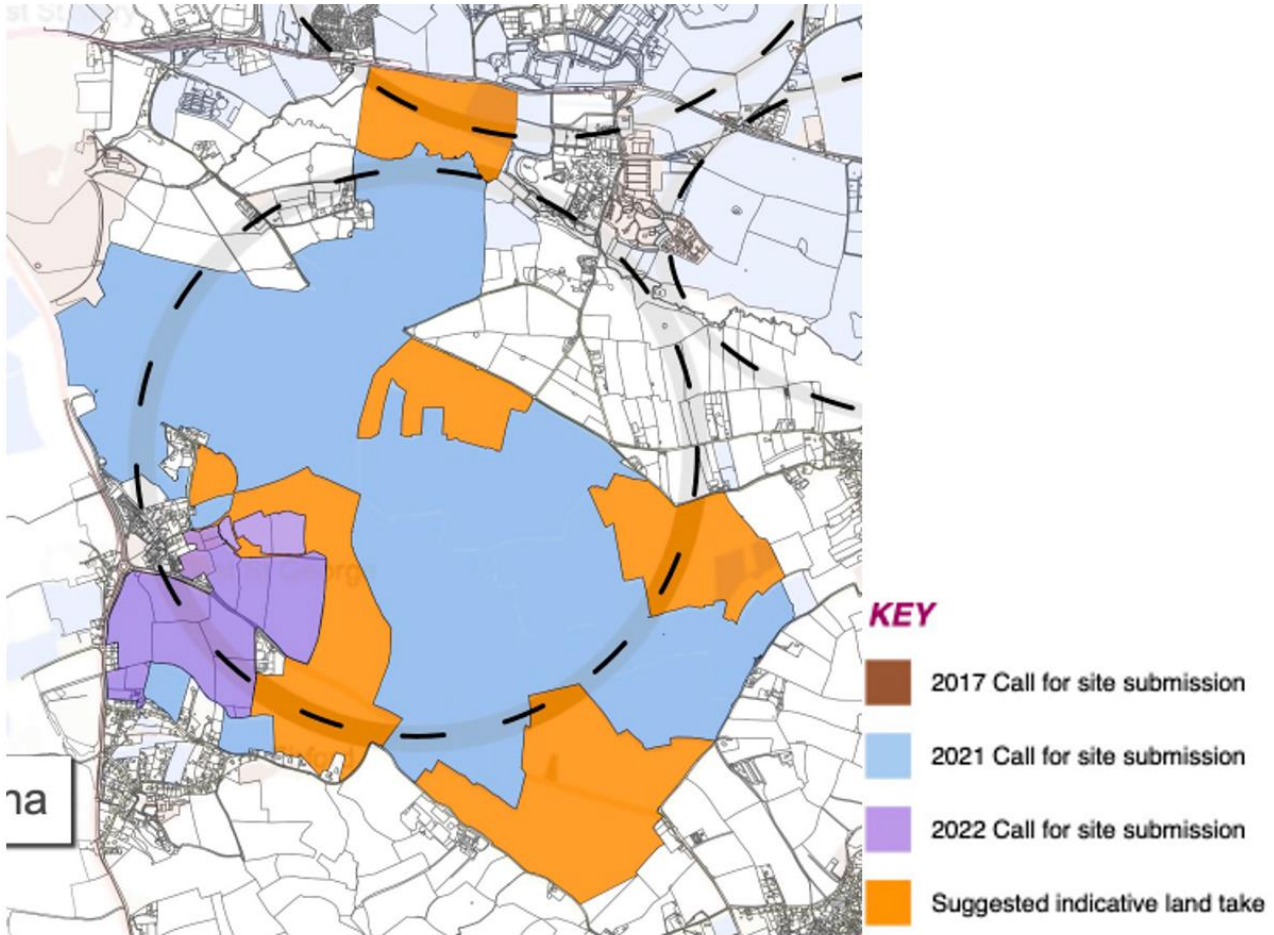 KEY
2017 Call for site submission
2021 Call for site submission
2022 Call for site submission
Suggested indicative land take
na